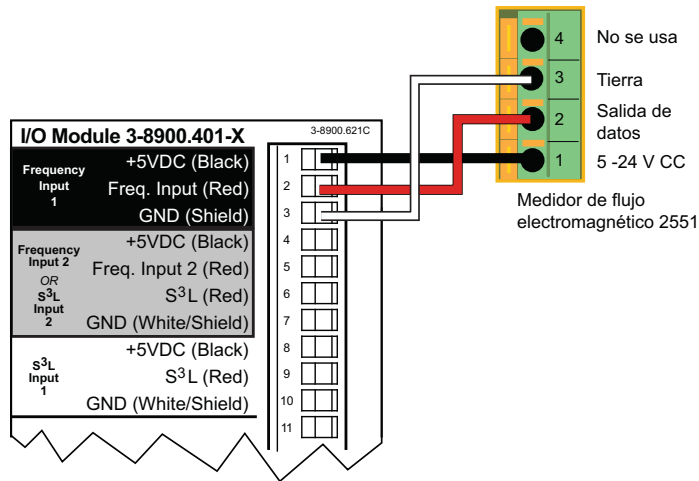 4 No se usa
3 Tierra
2 Salida de
datos
1 5 -24 V CC
Medidor de flujo
electromagnético 2551
I/O Module 3-8900.401-X
3-8900.621C
Frequency
Input
1
+5VDC (Black)
Freq. Input (Red)
GND (Shield)
Frequency
Input 2
OR
S³L
Input
2
+5VDC (Black)
Freq. Input 2 (Red)
S³L (Red)
GND (White/Shield)
S³L
Input
1
+5VDC (Black)
S³L (Red)
GND (White/Shield)
1
2
3
4
5
6
7
8
9
10
11